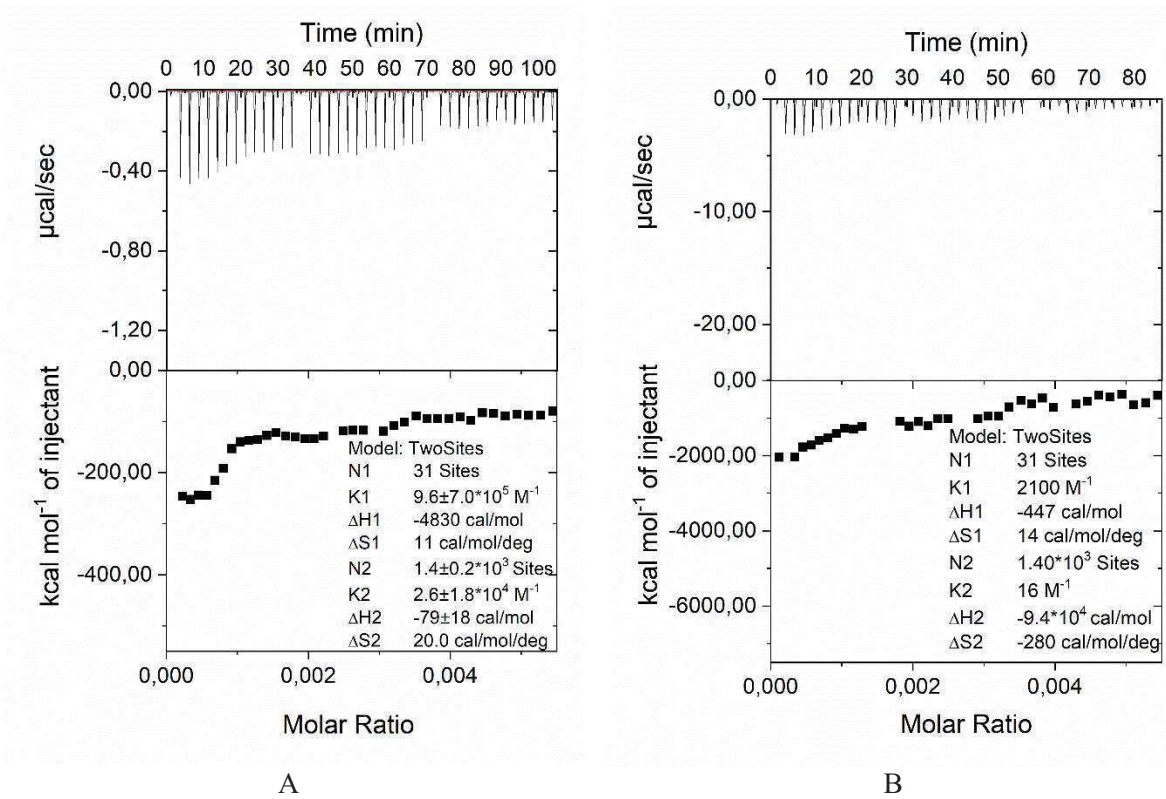 Time (min)
0 10 20 30 40 50 60 70 80 90 100
0,00
-0,40
-0,80
-1,20
µcal/sec
0,00
-200,00
-400,00
kcal mol⁻¹ of injectant
Model: TwoSites
N1 31 Sites
K1 9.6±7.0*10⁵ M⁻¹
ΔH1 -4830 cal/mol
ΔS1 11 cal/mol/deg
N2 1.4±0.2*10³ Sites
K2 2.6±1.8*10⁴ M⁻¹
ΔH2 -79±18 cal/mol
ΔS2 20.0 cal/mol/deg
0,000 0,002 0,004
Molar Ratio
A
Time (min)
0 10 20 30 40 50 60 70 80
0,00
-10,00
-20,00
µcal/sec
0,00
-2000,00
-4000,00
-6000,00
kcal mol⁻¹ of injectant
Model: TwoSites
N1 31 Sites
K1 2100 M⁻¹
ΔH1 -447 cal/mol
ΔS1 14 cal/mol/deg
N2 1.40*10³ Sites
K2 16 M⁻¹
ΔH2 -9.4*10⁴ cal/mol
ΔS2 -280 cal/mol/deg
0,000 0,002 0,004
Molar Ratio
B